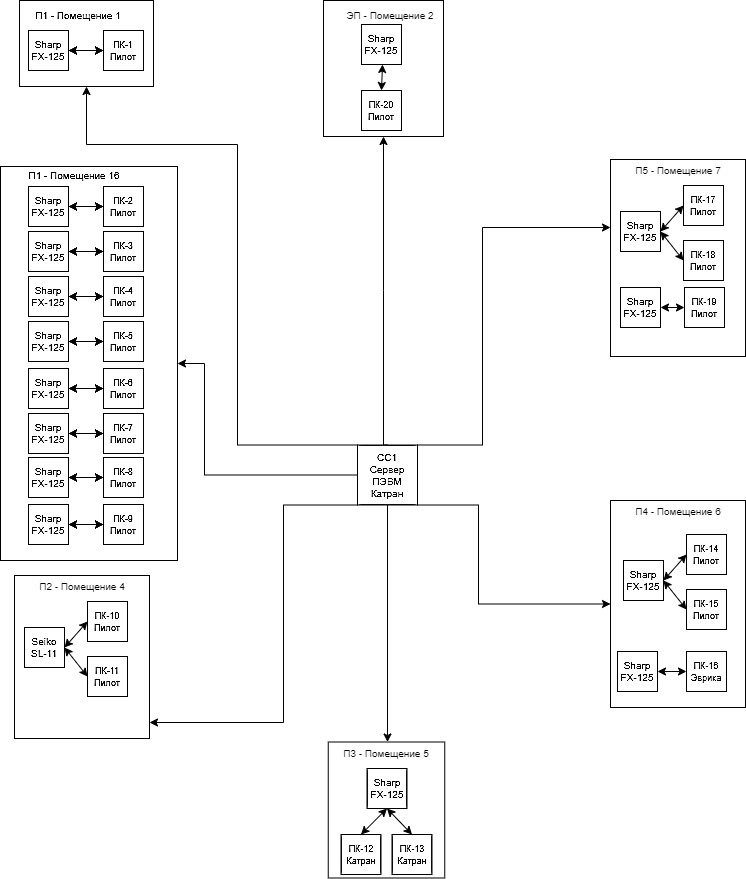 П1 - Помещение 1
Sharp
FX-125
ПК-1
Пилот
ЭП - Помещение 2
Sharp
FX-125
ПК-20
Пилот
П1 - Помещение 16
Sharp
FX-125
ПК-2
Пилот
Sharp
FX-125
ПК-3
Пилот
Sharp
FX-125
ПК-4
Пилот
Sharp
FX-125
ПК-5
Пилот
Sharp
FX-125
ПК-6
Пилот
Sharp
FX-125
ПК-7
Пилот
Sharp
FX-125
ПК-8
Пилот
Sharp
FX-125
ПК-9
Пилот
П5 - Помещение 7
Sharp
FX-125
ПК-17
Пилот
ПК-18
Пилот
Sharp
FX-125
ПК-19
Пилот
СС1
Сервер
ПЭВМ
Катран
П4 - Помещение 6
Sharp
FX-125
ПК-14
Пилот
ПК-15
Пилот
Sharp
FX-125
ПК-16
Эврика
П2 - Помещение 4
Seiko
SL-11
ПК-10
Пилот
ПК-11
Пилот
П3 - Помещение 5
Sharp
FX-125
ПК-12
Катран
ПК-13
Катран